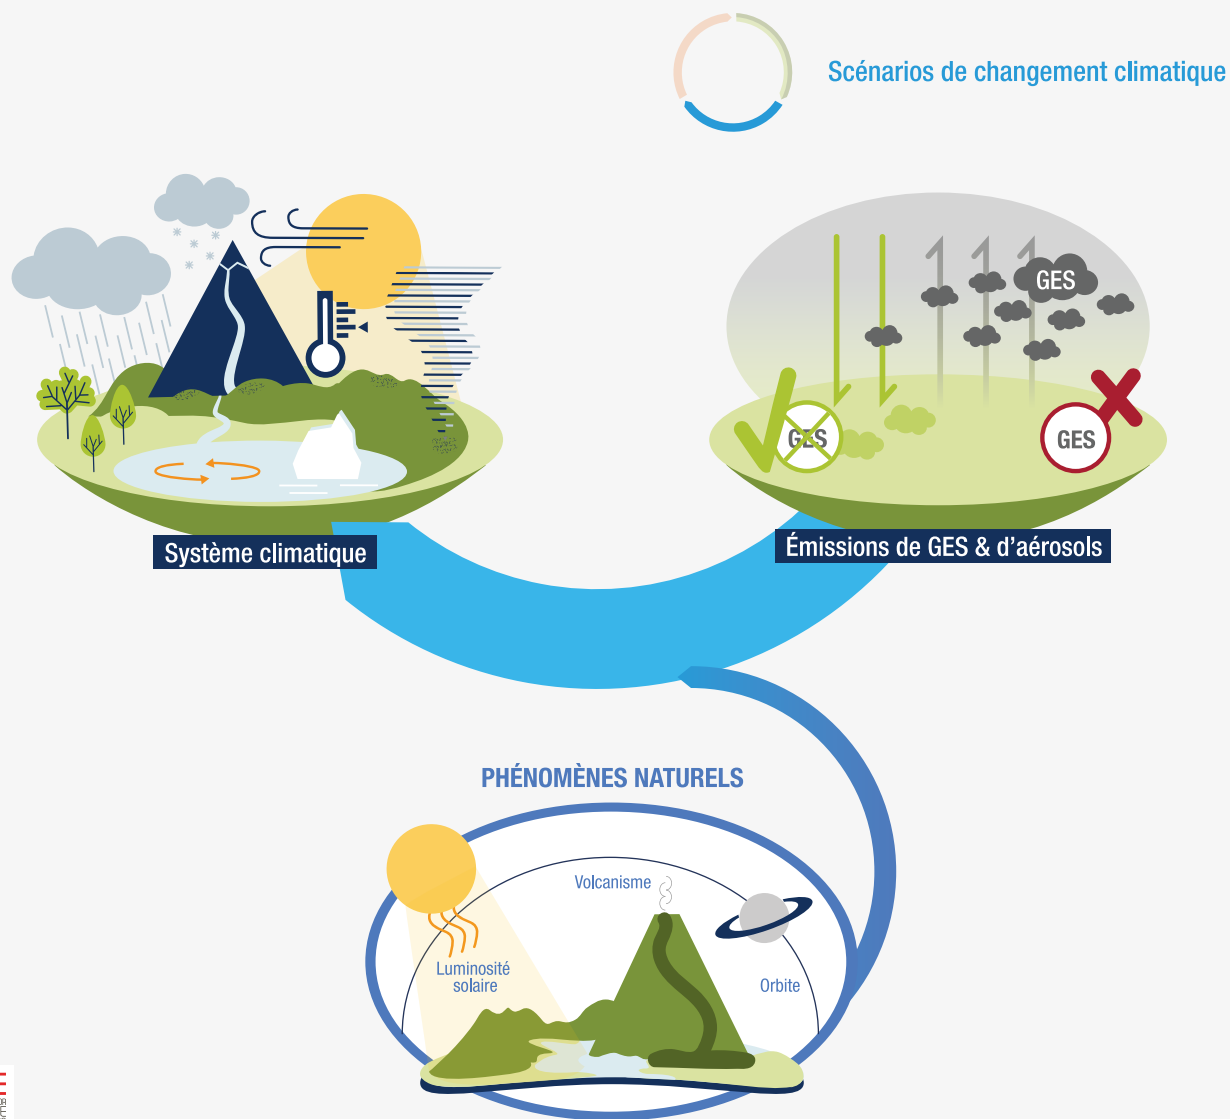 Scénarios de changement climatique
GES
GES
GES
Système climatique
Émissions de GES & d'aérosols
PHÉNOMÈNES NATURELS
Volcanisme
Luminosité
solaire
Orbite